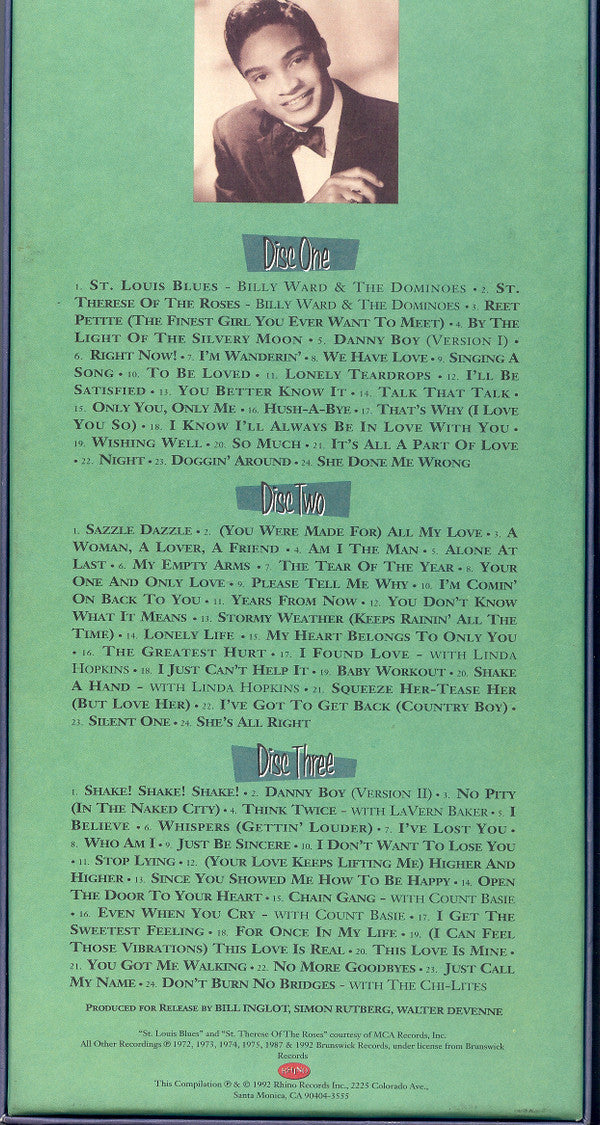 Disc One
1. St. Louis Blues - Billy Ward & The Dominoes • 2. St.
Therese Of The Roses - Billy Ward & The Dominoes • 3. Reet
Petite (The Finest Girl You Ever Want To Meet) • 4. By The
Light Of The Silvery Moon • 5. Danny Boy (Version I) •
6. Right Now! • 7. I'm Wanderin' • 8. We Have Love • 9. Singing A
Song • 10. To Be Loved • 11. Lonely Teardrops • 12. I'll Be
Satisfied • 13. You Better Know It • 14. Talk That Talk •
15. Only You, Only Me • 16. Hush-A-Bye • 17. That's Why (I Love
You So) • 18. I Know I'll Always Be In Love With You •
19. Wishing Well • 20. So Much • 21. It's All A Part Of Love
• 22. Night • 23. Doggin' Around • 24. She Done Me Wrong
Disc Two
1. Sazzle Dazzle • 2. (You Were Made For) All My Love • 3. A
Woman, A Lover, A Friend • 4. Am I The Man • 5. Alone At
Last • 6. My Empty Arms • 7. The Tear Of The Year • 8. Your
One And Only Love • 9. Please Tell Me Why • 10. I'm Comin'
On Back To You • 11. Years From Now • 12. You Don't Know
What It Means • 13. Stormy Weather (Keeps Rainin' All The
Time) • 14. Lonely Life • 15. My Heart Belongs To Only You
• 16. The Greatest Hurt • 17. I Found Love - with Linda
Hopkins • 18. I Just Can't Help It • 19. Baby Workout • 20. Shake
A Hand - with Linda Hopkins • 21. Squeeze Her-Tease Her
(But Love Her) • 22. I've Got To Get Back (Country Boy) •
23. Silent One • 24. She's All Right
Disc Three
1. Shake! Shake! Shake! • 2. Danny Boy (Version II) • 3. No Pity
(In The Naked City) • 4. Think Twice - with LaVern Baker • 5. I
Believe • 6. Whispers (Gettin' Louder) • 7. I've Lost You •
8. Who Am I • 9. Just Be Sincere • 10. I Don't Want To Lose You
• 11. Stop Lying • 12. (Your Love Keeps Lifting Me) Higher And
Higher • 13. Since You Showed Me How To Be Happy • 14. Open
The Door To Your Heart • 15. Chain Gang - with Count Basie
• 16. Even When You Cry - with Count Basie • 17. I Get The
Sweetest Feeling • 18. For Once In My Life • 19. (I Can Feel
Those Vibrations) This Love Is Real • 20. This Love Is Mine •
21. You Got Me Walking • 22. No More Goodbyes • 23. Just Call
My Name • 24. Don't Burn No Bridges - with The Chi-Lites
Produced for Release by BILL INGLOT, SIMON RUTBERG, WALTER DEVENNE
"St. Louis Blues" and "St. Therese Of The Roses" courtesy of MCA Records, Inc.
All Other Recordings ℗ 1972, 1973, 1974, 1975, 1987 & 1992 Brunswick Records, under license from Brunswick
Records
RHINO
This Compilation ℗ & © 1992 Rhino Records Inc., 2225 Colorado Ave.,
Santa Monica, CA 90404-3555